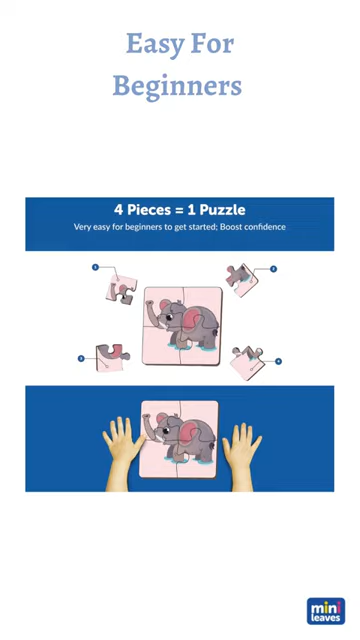 Easy For
Beginners
4 Pieces = 1 Puzzle
Very easy for beginners to get started; Boost confidence
1
3
2
4
mini
leaves